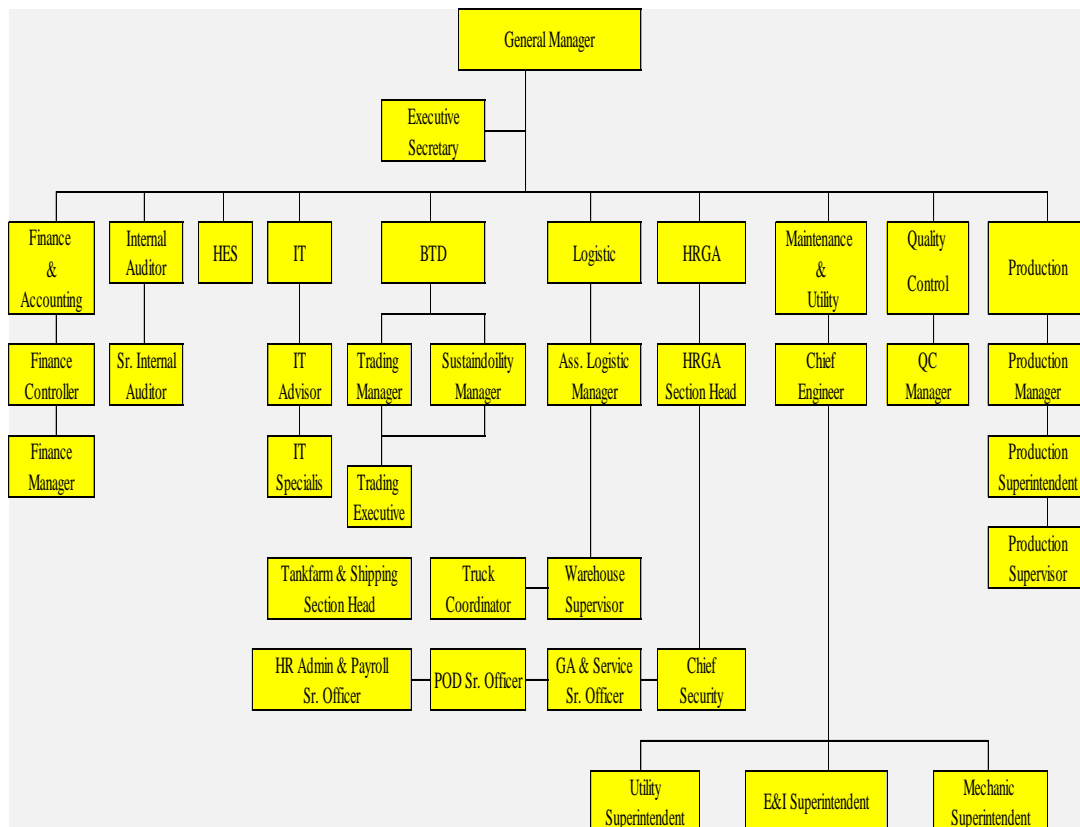 General Manager
Executive
Secretary
Finance
&
Accounting
Internal
Auditor
HES
IT
BTD
Logistic
HRGA
Maintenance
&
Utility
Quality
Control
Production
Finance
Controller
Sr. Internal
Auditor
IT
Advisor
Trading
Manager
Sustaindoility
Manager
Ass. Logistic
Manager
HRGA
Section Head
Chief
Engineer
QC
Manager
Production
Manager
Finance
Manager
IT
Specialis
Trading
Executive
Production
Superintendent
Production
Supervisor
Tankfarm & Shipping
Section Head
Truck
Coordinator
Warehouse
Supervisor
HR Admin & Payroll
Sr. Officer
POD Sr. Officer
GA & Service
Sr. Officer
Chief
Security
Utility
Superintendent
E&I Superintendent
Mechanic
Superintendent